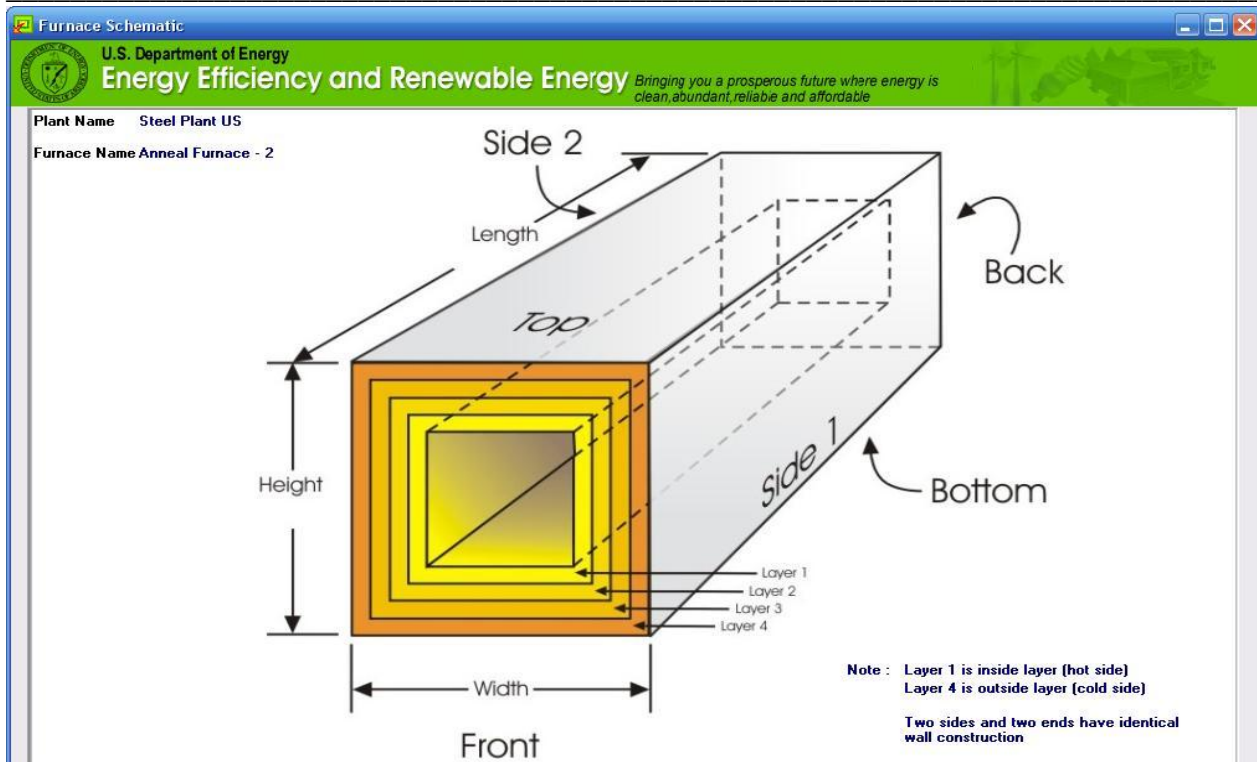 Furnace Schematic
U.S. Department of Energy
Energy Efficiency and Renewable Energy
Bringing you a prosperous future where energy is
clean,abundant,reliable and affordable
Plant Name Steel Plant US
Furnace Name Anneal Furnace - 2
Side 2
Length
Back
Top
Height
Side 1
Bottom
Layer 1
Layer 2
Layer 3
Layer 4
Width
Front
Note : Layer 1 is inside layer (hot side)
Layer 4 is outside layer (cold side)
Two sides and two ends have identical
wall construction